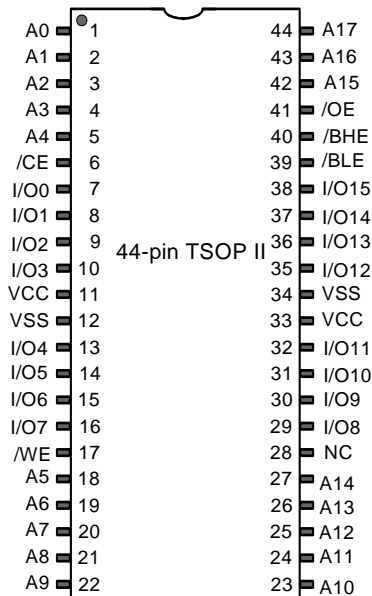 A0 1 44 A17
A1 2 43 A16
A2 3 42 A15
A3 4 41 /OE
A4 5 40 /BHE
/CE 6 39 /BLE
I/O0 7 38 I/O15
I/O1 8 37 I/O14
I/O2 9 36 I/O13
44-pin TSOP II
I/O3 10 35 I/O12
VCC 11 34 VSS
VSS 12 33 VCC
I/O4 13 32 I/O11
I/O5 14 31 I/O10
I/O6 15 30 I/O9
I/O7 16 29 I/O8
/WE 17 28 NC
A5 18 27 A14
A6 19 26 A13
A7 20 25 A12
A8 21 24 A11
A9 22 23 A10